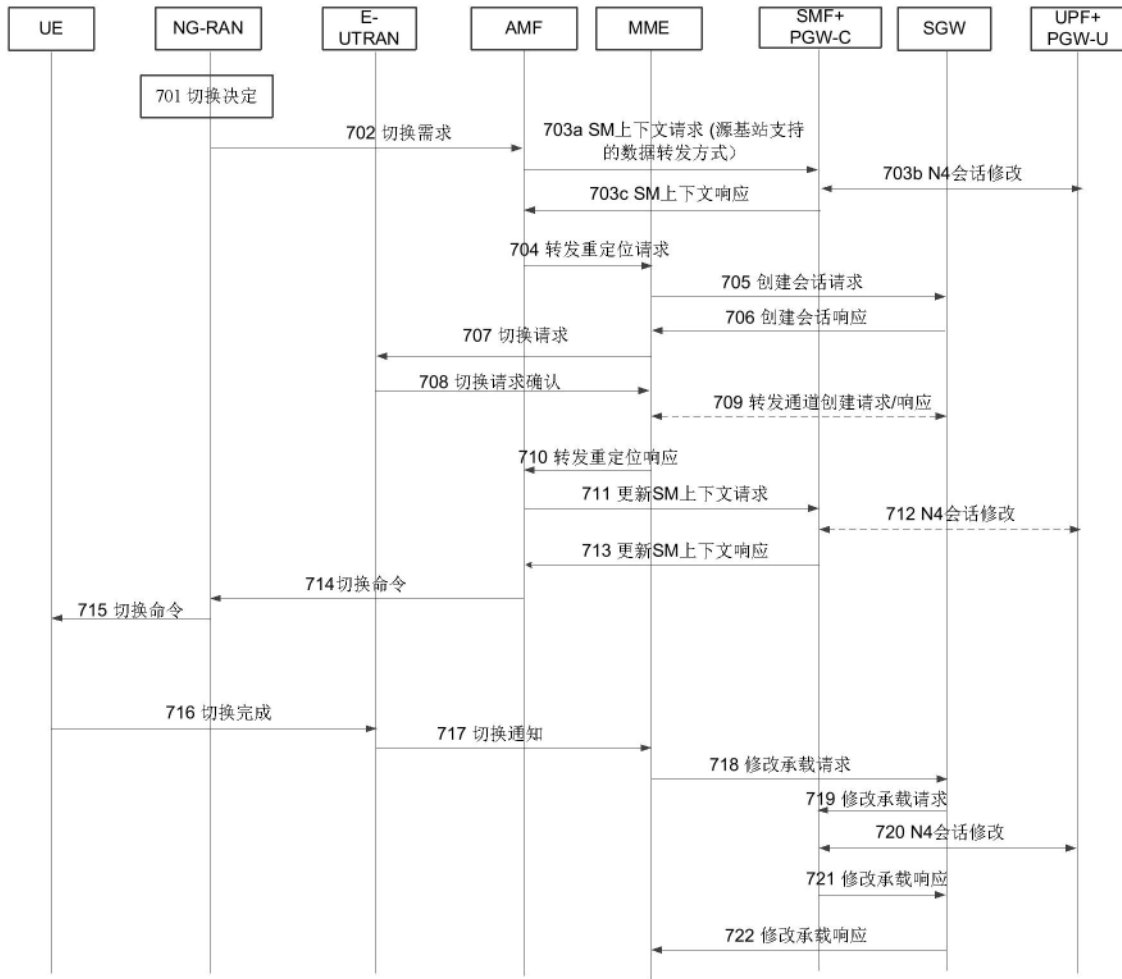 UE
NG-RAN
E-
UTRAN
AMF
MME
SMF+
PGW-C
SGW
UPF+
PGW-U
701 切换决定
702 切换需求
703a SM上下文请求 (源基站支持
的数据转发方式）
703b N4会话修改
703c SM上下文响应
704 转发重定位请求
705 创建会话请求
706 创建会话响应
707 切换请求
708 切换请求确认
709 转发通道创建请求/响应
710 转发重定位响应
711 更新SM上下文请求
712 N4会话修改
713 更新SM上下文响应
714切换命令
715 切换命令
716 切换完成
717 切换通知
718 修改承载请求
719 修改承载请求
720 N4会话修改
721 修改承载响应
722 修改承载响应